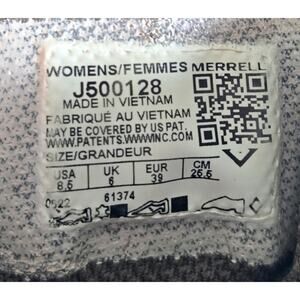 WOMENS/FEMMES MERRELL
J500128
MADE IN VIETNAM
FABRIQUÉ AU VIETNAM
MAY BE COVERED BY US PAT.
WWW.PATENTS.WWWINC.COM
SIZE/GRANDEUR
USA UK EUR CM
8.5 6 39 25.5
0622 61374